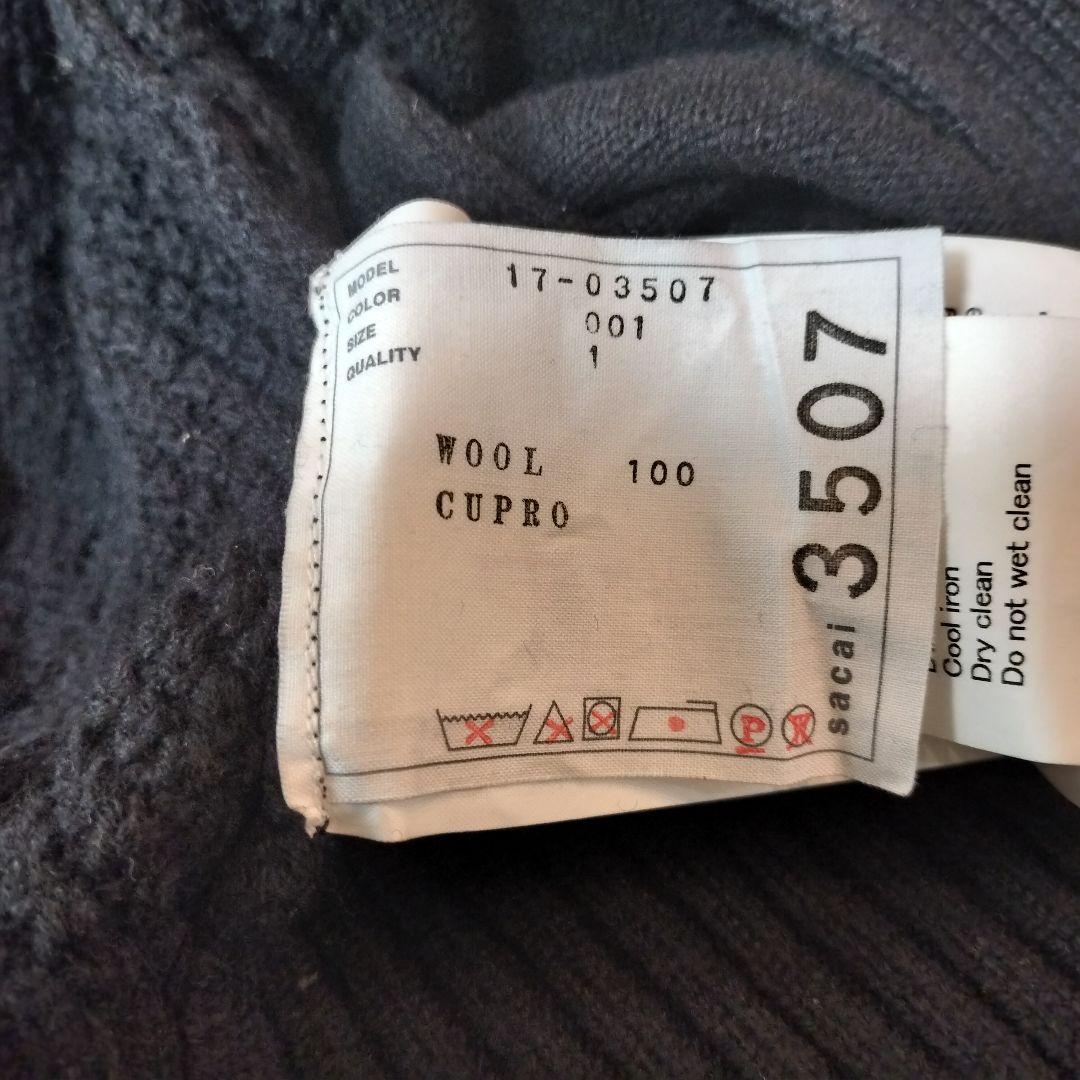 MODEL 17-03507
COLOR 001
SIZE 1
QUALITY
WOOL 100
CUPRO
P
W
sacai 3507
Cool iron
Dry clean
Do not wet clean